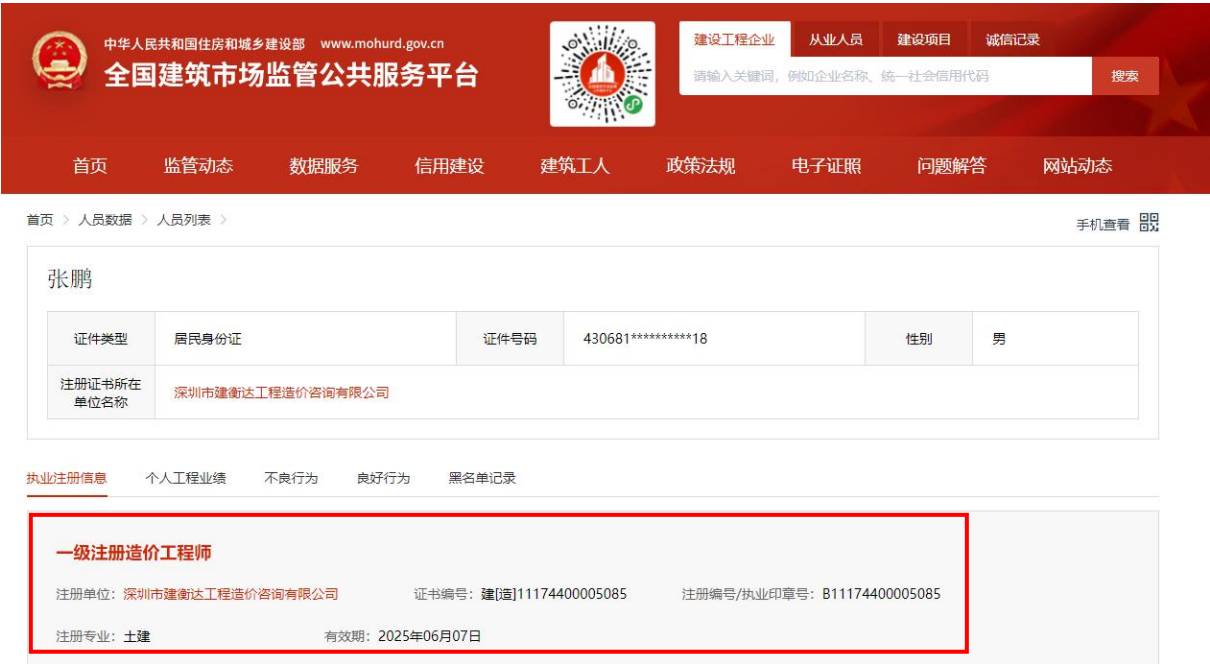 中华人民共和国住房和城乡建设部 www.mohurd.gov.cn
全国建筑市场监管公共服务平台
建设工程企业 从业人员 建设项目 诚信记录
请输入关键词，例如企业名称、统一社会信用代码 搜索
首页 监管动态 数据服务 信用建设 建筑工人 政策法规 电子证照 问题解答 网站动态
首页 > 人员数据 > 人员列表 >
手机查看
张鹏
证件类型 居民身份证 证件号码 430681**********18 性别 男
注册证书所在
单位名称
深圳市建衡达工程造价咨询有限公司
执业注册信息 个人工程业绩 不良行为 良好行为 黑名单记录
一级注册造价工程师
注册单位：深圳市建衡达工程造价咨询有限公司 证书编号：建[造]11174400005085 注册编号/执业印章号：B11174400005085
注册专业：土建 有效期：2025年06月07日